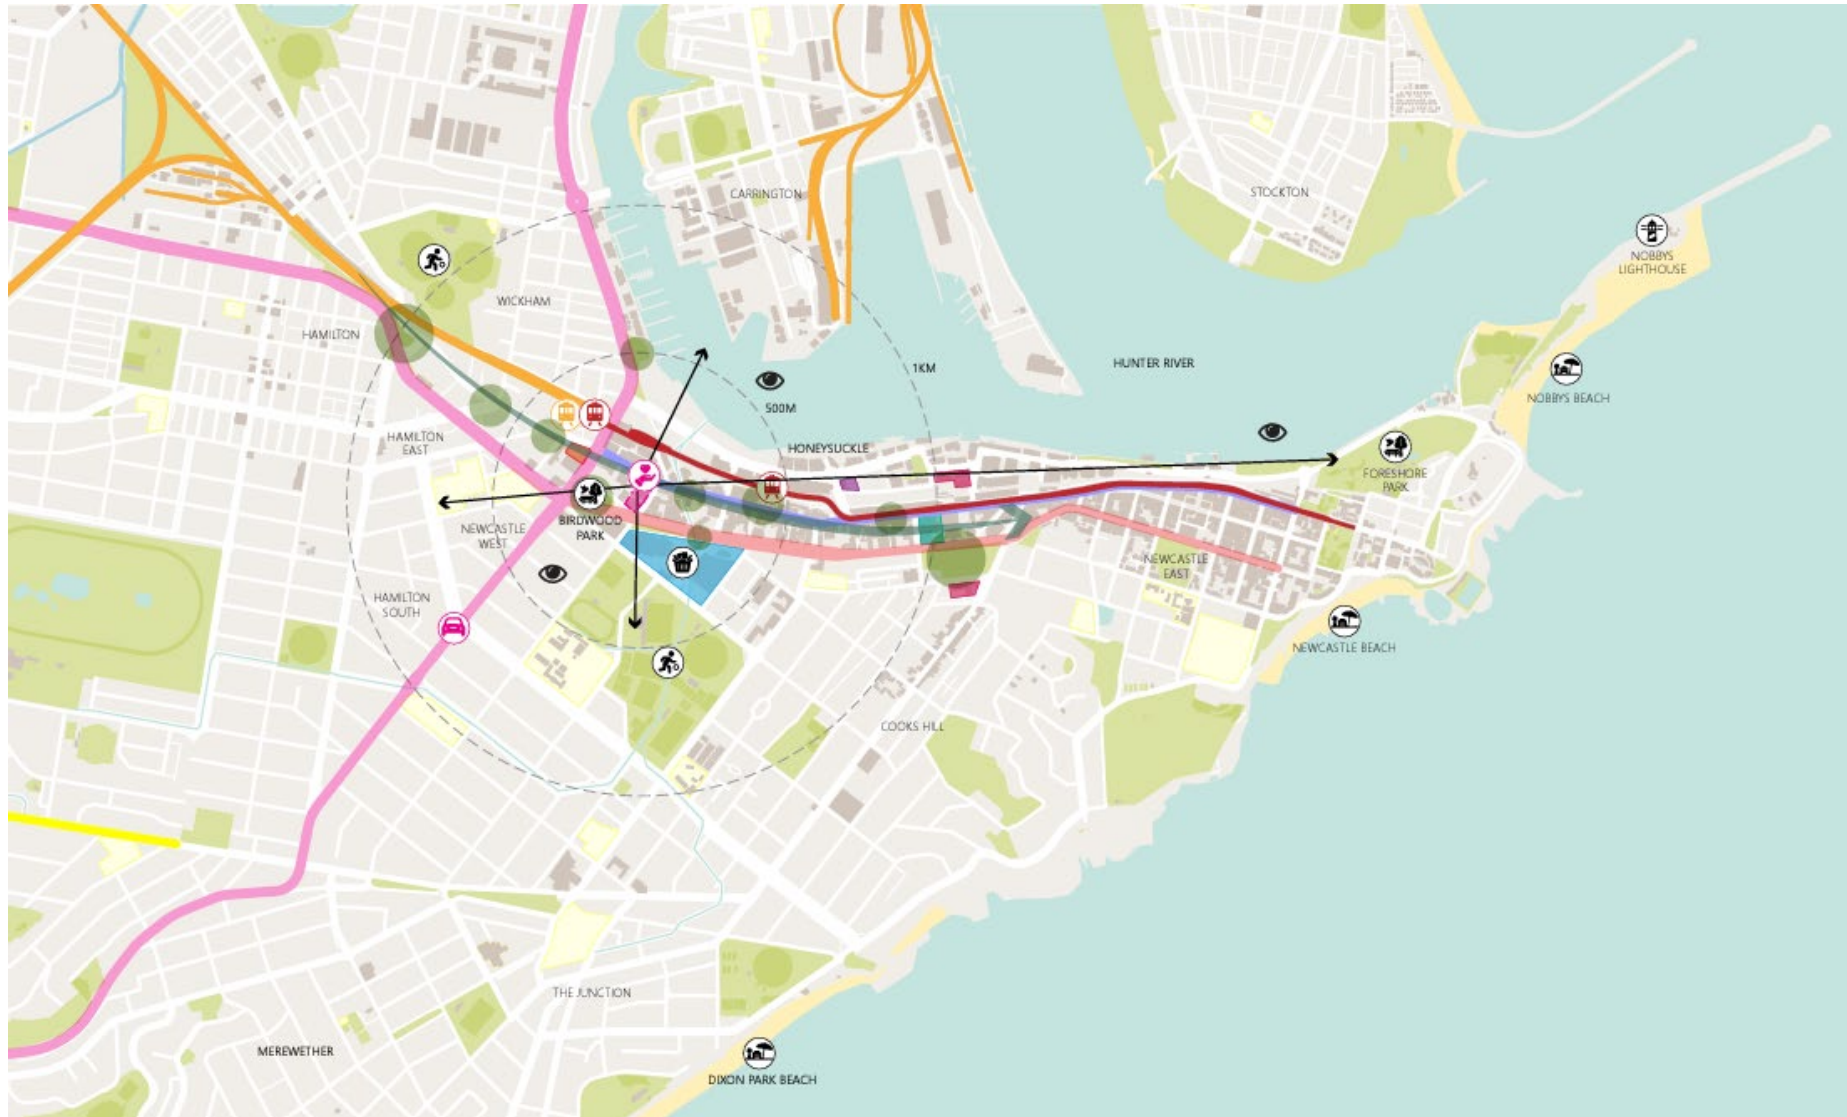 CARRINGTON
STOCKTON
NOBBYS
LIGHTHOUSE
WICKHAM
HAMILTON
HUNTER RIVER
1KM
NOBBYS BEACH
500M
HAMILTON
EAST
HONEYSUCKLE
FORESHORE
PARK
BIRDWOOD
PARK
NEWCASTLE
WEST
NEWCASTLE
EAST
HAMILTON
SOUTH
NEWCASTLE BEACH
COOKS HILL
THE JUNCTION
MEREWETHER
DIXON PARK BEACH